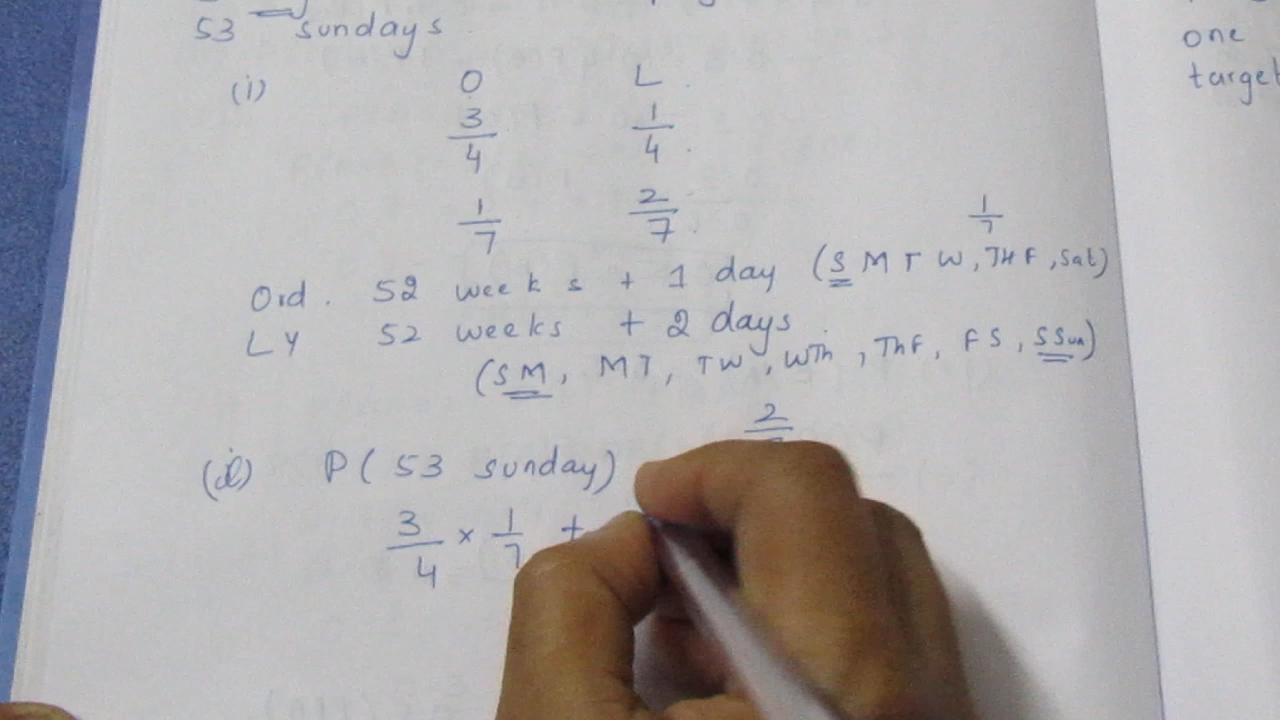 53 sundays
(i) O L
3/4 1/4
1/7 2/7
1/7
Ord. 52 weeks + 1 day (S M T W, TH F, Sat)
LY 52 weeks + 2 days
(SM, MT, TW, WTh, ThF, FS, SSun)
2
(ii) P(53 sunday)
3/4 × 1/7 +
one
target